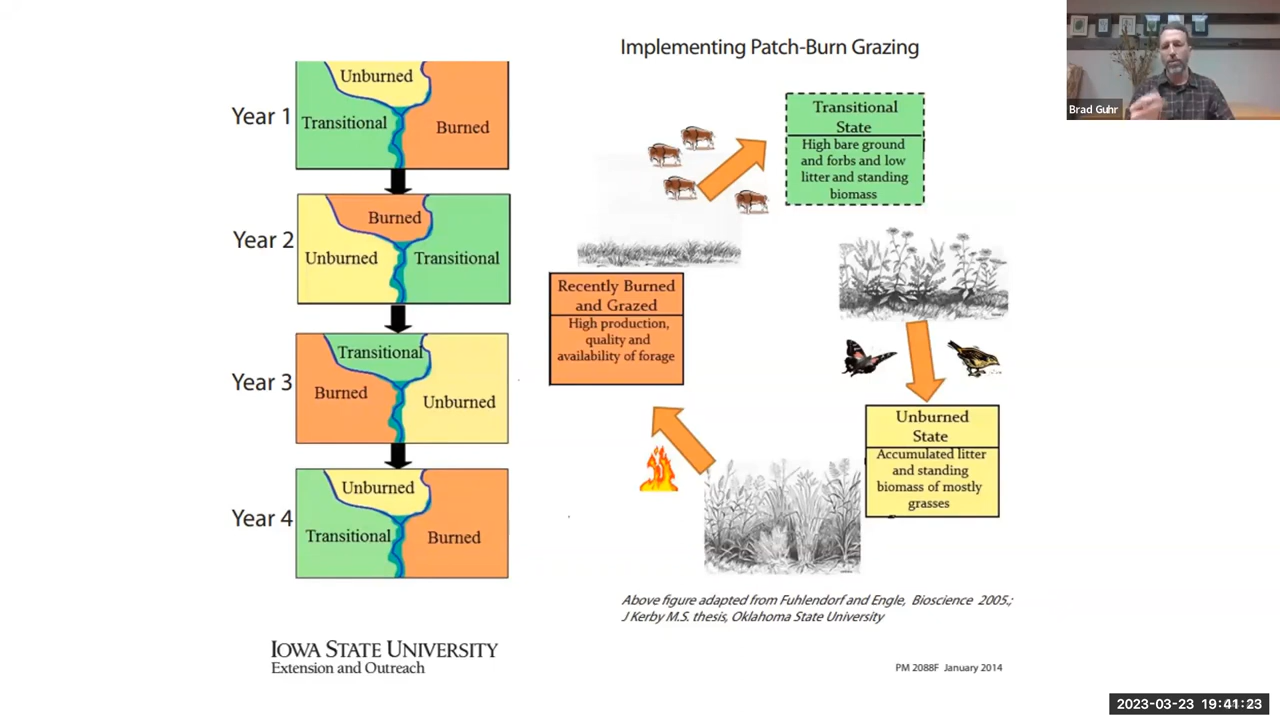 Implementing Patch-Burn Grazing
Brad Guhr
Year 1
Unburned
Transitional
Burned
Year 2
Burned
Unburned
Transitional
Year 3
Transitional
Burned
Unburned
Year 4
Unburned
Transitional
Burned
Transitional
State
High bare ground
and forbs and low
litter and standing
biomass
Recently Burned
and Grazed
High production,
quality and
availability of forage
Unburned
State
Accumulated litter
and standing
biomass of mostly
grasses
Above figure adapted from Fuhlendorf and Engle, Bioscience 2005.;
J Kerby M.S. thesis, Oklahoma State University
IOWA STATE UNIVERSITY
Extension and Outreach
PM 2088F January 2014
2023-03-23 19:41:23